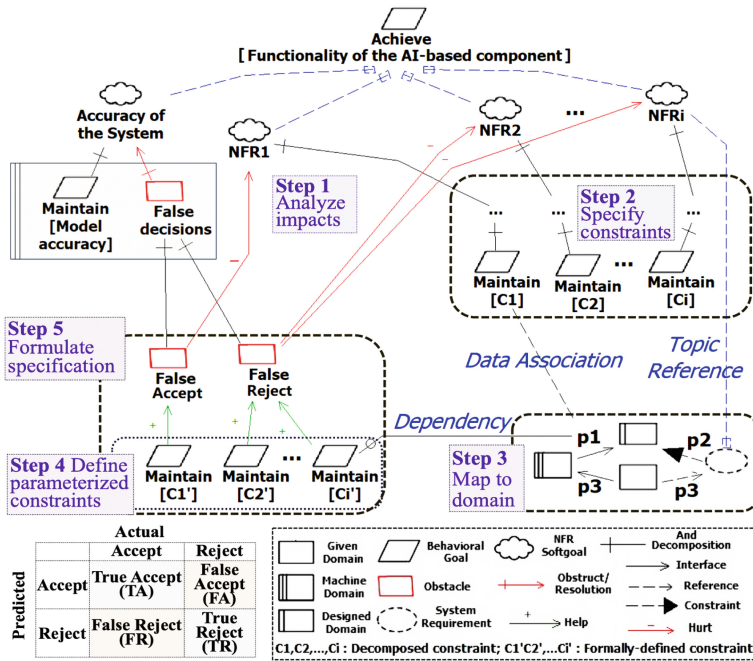 Achieve
[ Functionality of the AI-based component ]
Accuracy of
the System
NFR1
NFR2
...
NFRi
Step 1
Analyze
impacts
Step 2
Specify
constraints
Maintain
[Model
accuracy]
False
decisions
...
...
...
Maintain
[C1]
Maintain
[C2]
...
Maintain
[Ci]
Step 5
Formulate
specification
False
Accept
False
Reject
Data Association
Topic
Reference
Dependency
Step 4 Define
parameterized
constraints
+
+
+
Maintain
[C1']
Maintain
[C2']
...
Maintain
[Ci']
Step 3
Map to
domain
p1
p2
p3
p3
−
−
−
Actual
Accept
Reject
Predicted
Accept
True Accept
(TA)
False
Accept
(FA)
Reject
False Reject
(FR)
True
Reject
(TR)
Given
Domain
Behavioral
Goal
NFR
Softgoal
And
Decomposition
Machine
Domain
Obstacle
Obstruct/
Resolution
Interface
Reference
Designed
Domain
System
Requirement
+
Help
Constraint
−
Hurt
C1,C2,...,Ci : Decomposed constraint; C1'C2',...Ci' : Formally-defined constraint